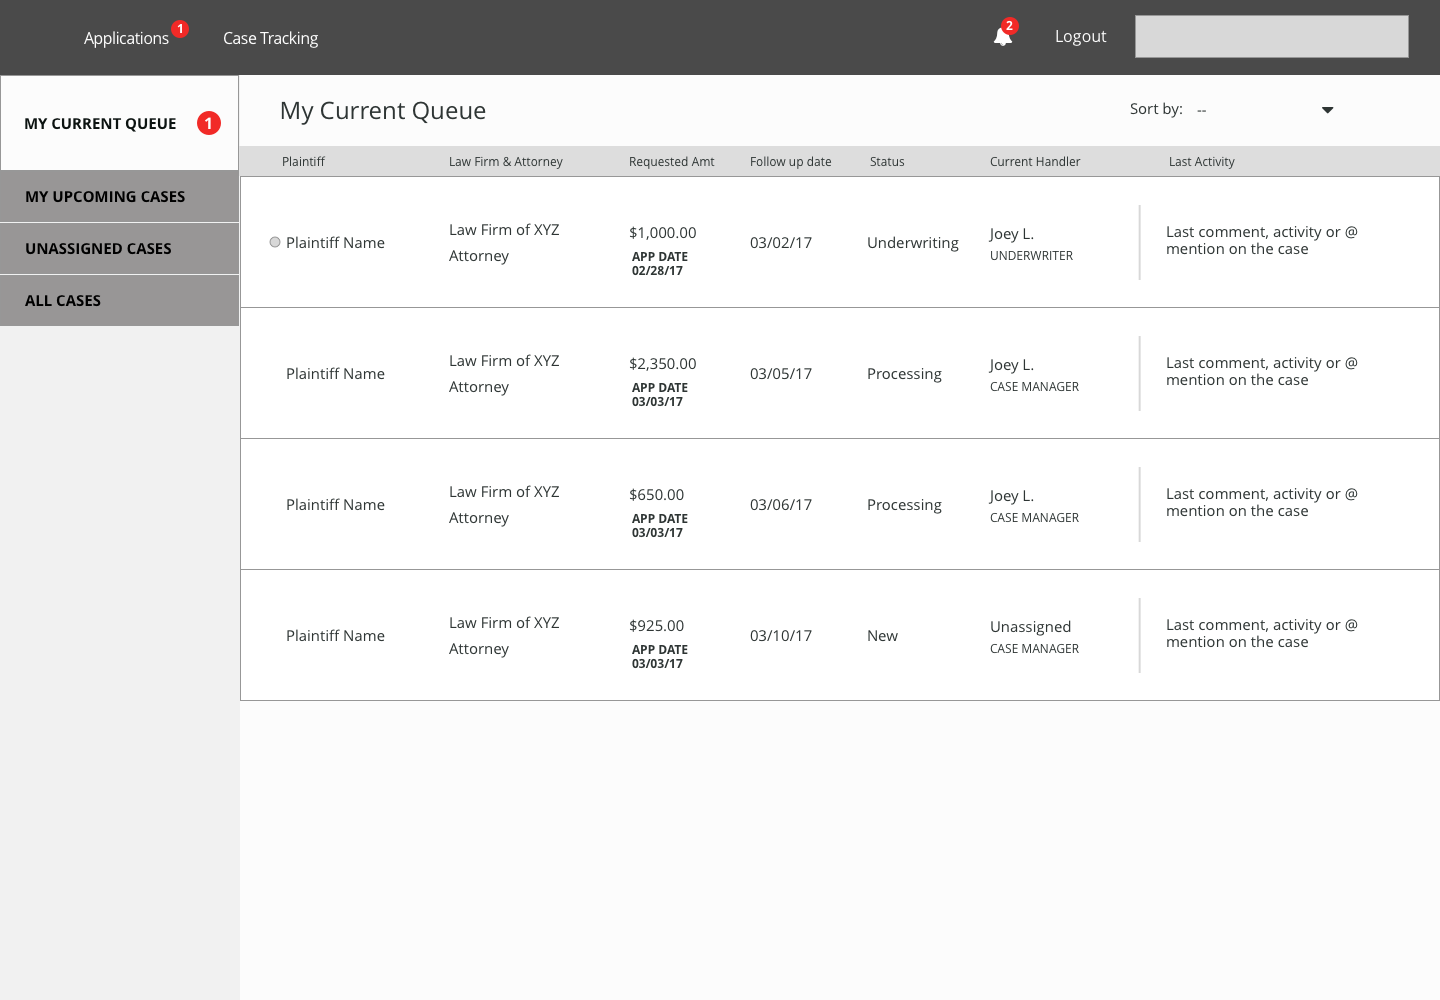 Applications 1 Case Tracking 2 Logout
MY CURRENT QUEUE 1
MY UPCOMING CASES
UNASSIGNED CASES
ALL CASES
My Current Queue Sort by: --
Plaintiff Law Firm & Attorney Requested Amt Follow up date Status Current Handler Last Activity
Plaintiff Name
Law Firm of XYZ
Attorney
$1,000.00
APP DATE
02/28/17
03/02/17
Underwriting
Joey L.
UNDERWRITER
Last comment, activity or @
mention on the case
Plaintiff Name
Law Firm of XYZ
Attorney
$2,350.00
APP DATE
03/03/17
03/05/17
Processing
Joey L.
CASE MANAGER
Last comment, activity or @
mention on the case
Plaintiff Name
Law Firm of XYZ
Attorney
$650.00
APP DATE
03/03/17
03/06/17
Processing
Joey L.
CASE MANAGER
Last comment, activity or @
mention on the case
Plaintiff Name
Law Firm of XYZ
Attorney
$925.00
APP DATE
03/03/17
03/10/17
New
Unassigned
CASE MANAGER
Last comment, activity or @
mention on the case